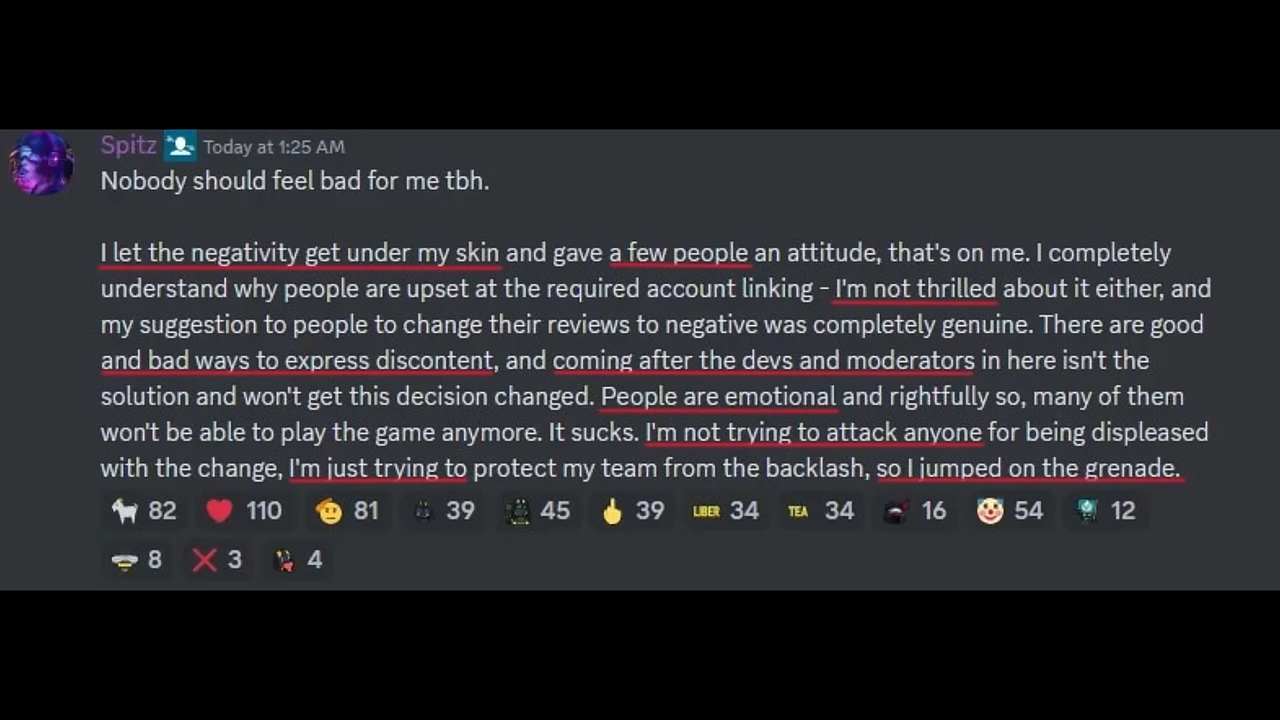 Spitz Today at 1:25 AM
Nobody should feel bad for me tbh.
I let the negativity get under my skin and gave a few people an attitude, that's on me. I completely
understand why people are upset at the required account linking - I'm not thrilled about it either, and
my suggestion to people to change their reviews to negative was completely genuine. There are good
and bad ways to express discontent, and coming after the devs and moderators in here isn't the
solution and won't get this decision changed. People are emotional and rightfully so, many of them
won't be able to play the game anymore. It sucks. I'm not trying to attack anyone for being displeased
with the change, I'm just trying to protect my team from the backlash, so I jumped on the grenade.
82 110 81 39 45 39 LIBER 34 TEA 34 16 54 12
8 3 4